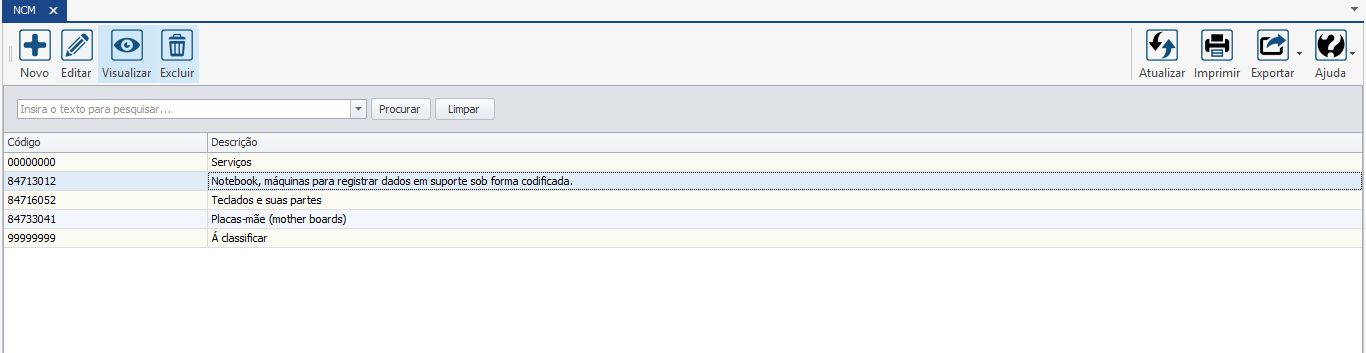 NCM
Novo Editar Visualizar Excluir Atualizar Imprimir Exportar Ajuda
Insira o texto para pesquisar... Procurar Limpar
Código Descrição
00000000 Serviços
84713012 Notebook, máquinas para registrar dados em suporte sob forma codificada.
84716052 Teclados e suas partes
84733041 Placas-mãe (mother boards)
99999999 Á classificar